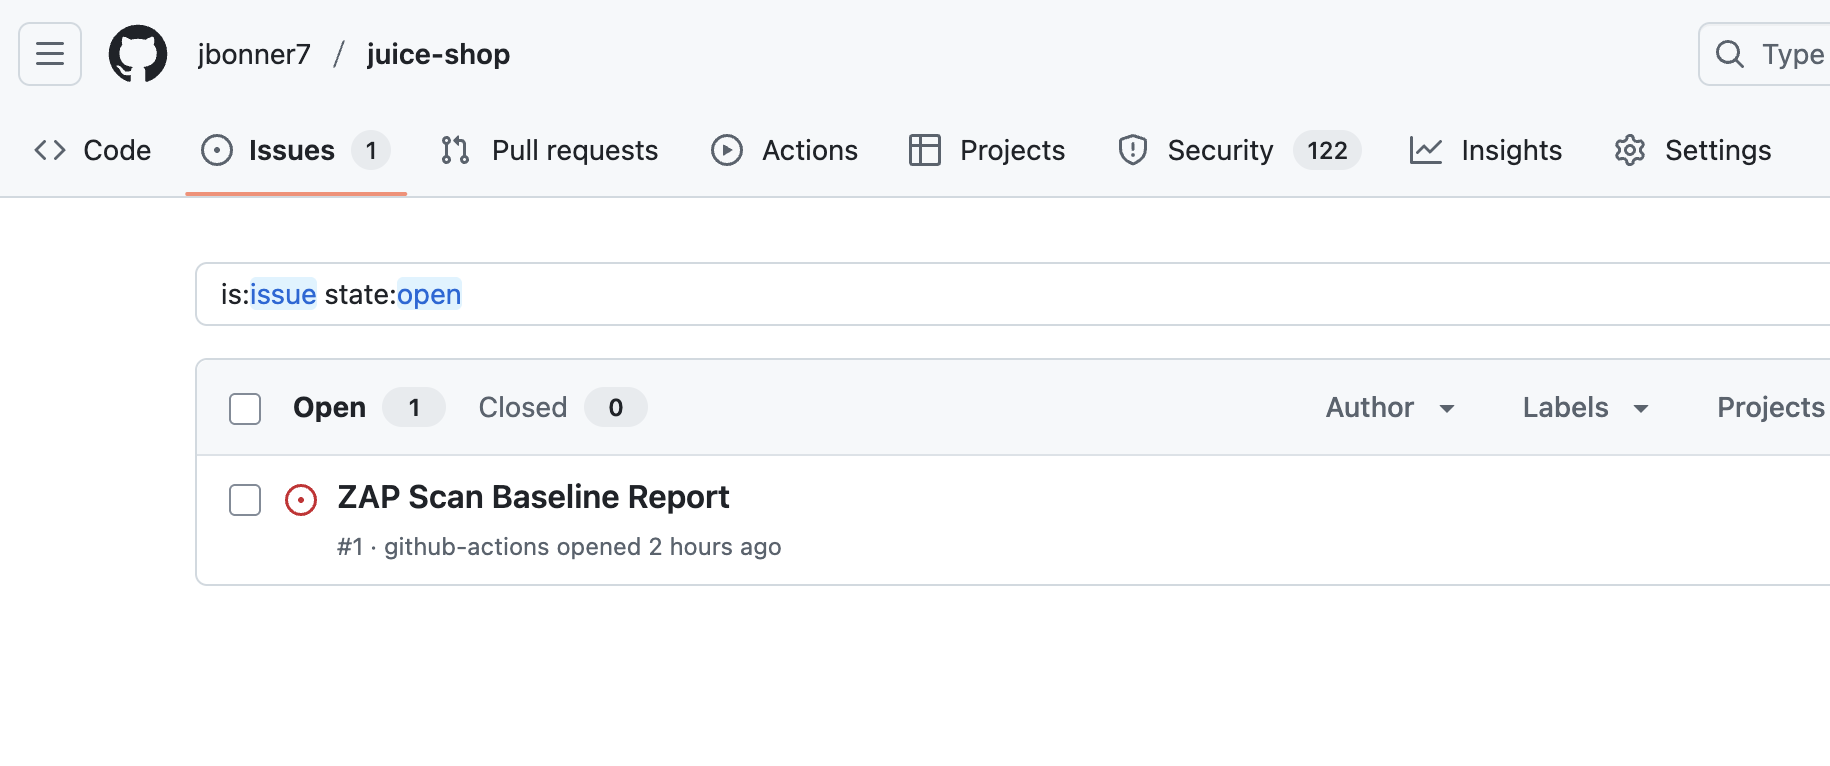 jbonner7 / juice-shop
Type
Code Issues 1 Pull requests Actions Projects Security 122 Insights Settings
is:issue state:open
Open 1 Closed 0 Author Labels Projects
ZAP Scan Baseline Report
#1 · github-actions opened 2 hours ago